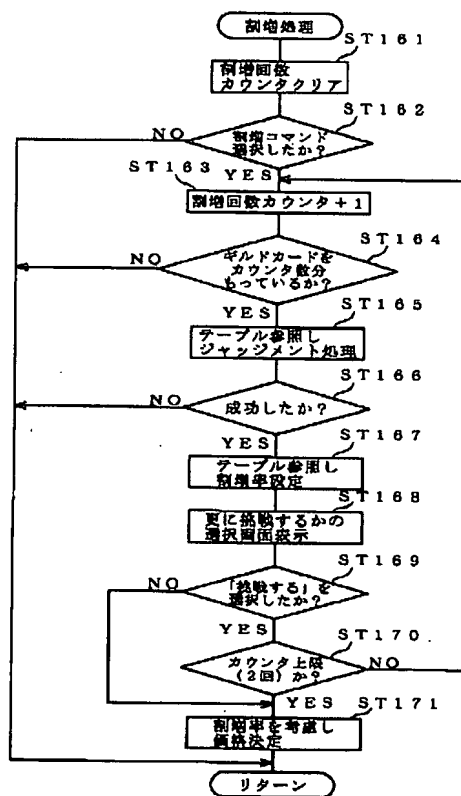 割増処理
ST161
割増回数
カウンタクリア
ST162
割増コマンド
選択したか?
NO
YES
ST163
割増回数カウンタ+1
ST164
ギルドカードを
カウンタ数分
もっているか?
NO
YES
ST165
テーブル参照し
ジャッジメント処理
ST166
成功したか?
NO
YES
ST167
テーブル参照し
割増率設定
ST168
更に挑戦するかの
選択画面表示
ST169
「挑戦する」を
選択したか?
NO
YES
ST170
カウンタ上限
(2回)か?
NO
YES
ST171
割増率を考慮し
価格決定
リターン